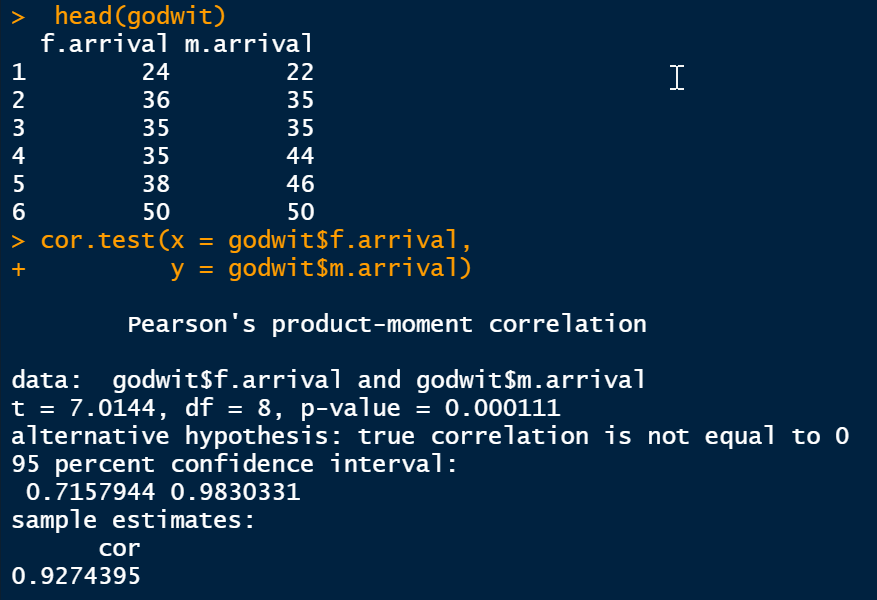 >  head(godwit)
  f.arrival m.arrival
1        24        22
2        36        35
3        35        35
4        35        44
5        38        46
6        50        50
> cor.test(x = godwit$f.arrival,
+          y = godwit$m.arrival)
        Pearson's product-moment correlation
data:  godwit$f.arrival and godwit$m.arrival
t = 7.0144, df = 8, p-value = 0.000111
alternative hypothesis: true correlation is not equal to 0
95 percent confidence interval:
 0.7157944 0.9830331
sample estimates:
      cor
0.9274395